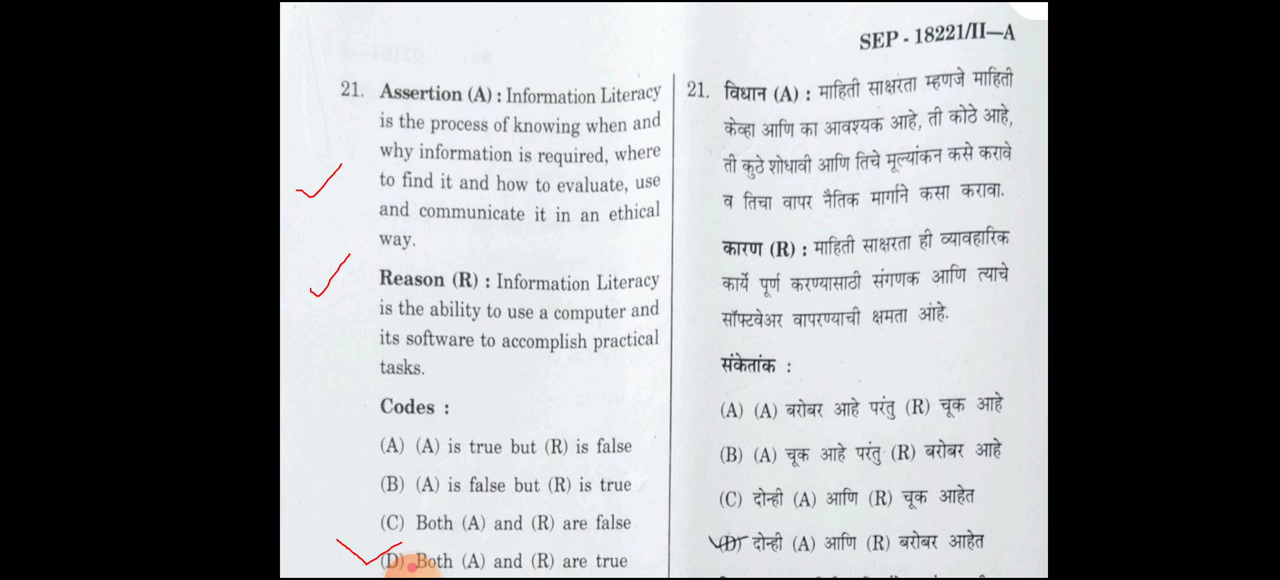 SEP - 18221/II—A
21. Assertion (A) : Information Literacy
is the process of knowing when and
why information is required, where
to find it and how to evaluate, use
and communicate it in an ethical
way.
Reason (R) : Information Literacy
is the ability to use a computer and
its software to accomplish practical
tasks.
Codes :
(A) (A) is true but (R) is false
(B) (A) is false but (R) is true
(C) Both (A) and (R) are false
(D) Both (A) and (R) are true
21. विधान (A) : माहिती साक्षरता म्हणजे माहिती
केव्हा आणि का आवश्यक आहे, ती कोठे आहे,
ती कुठे शोधावी आणि तिचे मूल्यांकन कसे करावे
व तिचा वापर नैतिक मार्गाने कसा करावा.
कारण (R) : माहिती साक्षरता ही व्यावहारिक
कार्ये पूर्ण करण्यासाठी संगणक आणि त्याचे
सॉफ्टवेअर वापरण्याची क्षमता आहे.
संकेतांक :
(A) (A) बरोबर आहे परंतु (R) चूक आहे
(B) (A) चूक आहे परंतु (R) बरोबर आहे
(C) दोन्ही (A) आणि (R) चूक आहेत
(D) दोन्ही (A) आणि (R) बरोबर आहेत